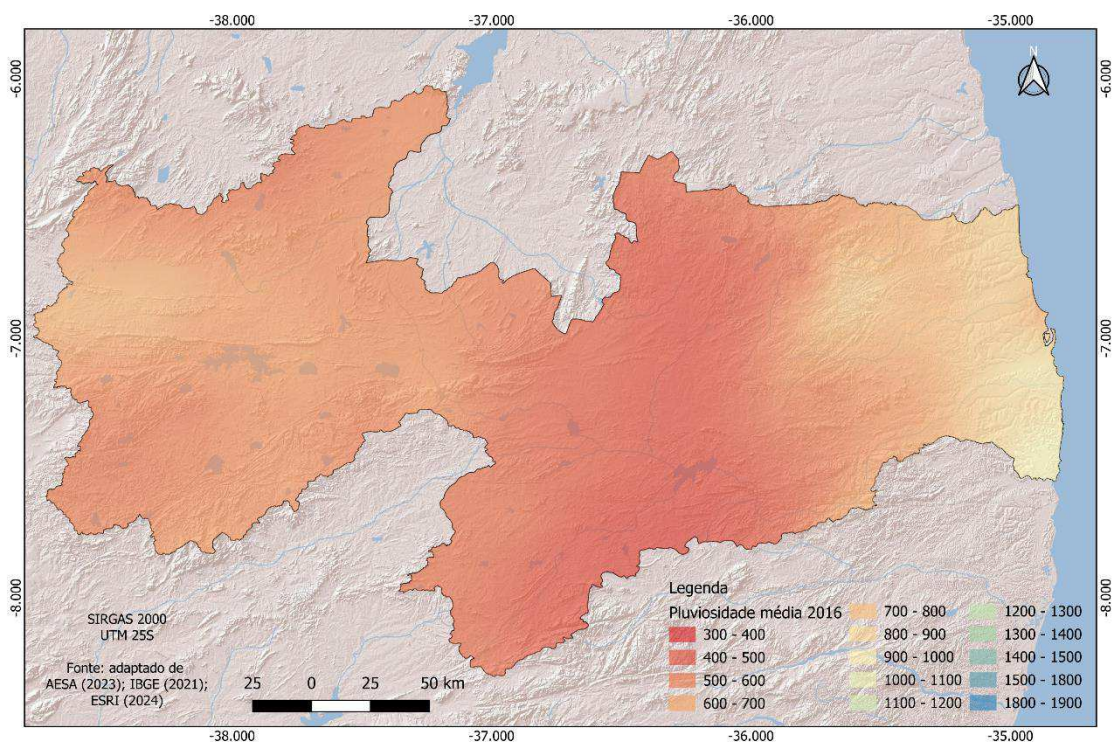 -38.000 -37.000 -36.000 -35.000
-6.000 -6.000
N
-7.000 -7.000
-8.000 -8.000
SIRGAS 2000
UTM 25S
Fonte: adaptado de
AESA (2023); IBGE (2021);
ESRI (2024)
25 0 25 50 km
Legenda
Pluviosidade média 2016
300 - 400
400 - 500
500 - 600
600 - 700
700 - 800
800 - 900
900 - 1000
1000 - 1100
1100 - 1200
1200 - 1300
1300 - 1400
1400 - 1500
1500 - 1800
1800 - 1900
-38.000 -37.000 -36.000 -35.000